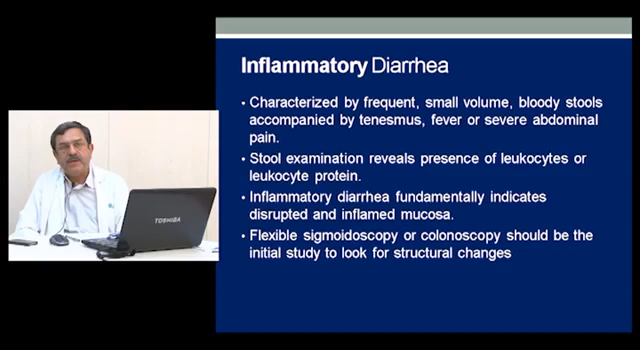 Inflammatory Diarrhea
• Characterized by frequent, small volume, bloody stools
accompanied by tenesmus, fever or severe abdominal
pain.
• Stool examination reveals presence of leukocytes or
leukocyte protein.
• Inflammatory diarrhea fundamentally indicates
disrupted and inflamed mucosa.
• Flexible sigmoidoscopy or colonoscopy should be the
initial study to look for structural changes
TOSHIBA